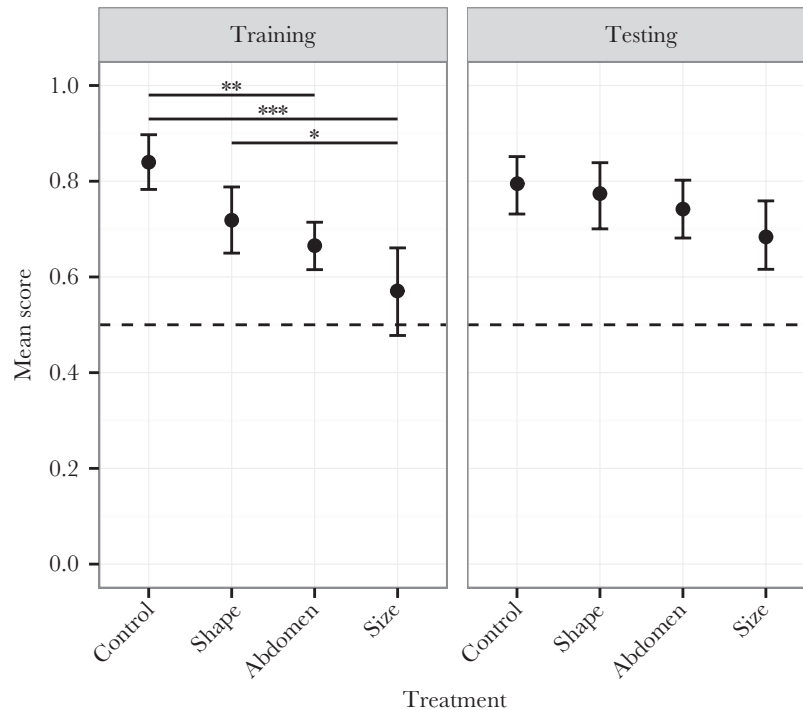 Training Testing
1.0
**
***
*
0.8
0.6
0.4
0.2
0.0
Mean score
Control Shape Abdomen Size Control Shape Abdomen Size
Treatment